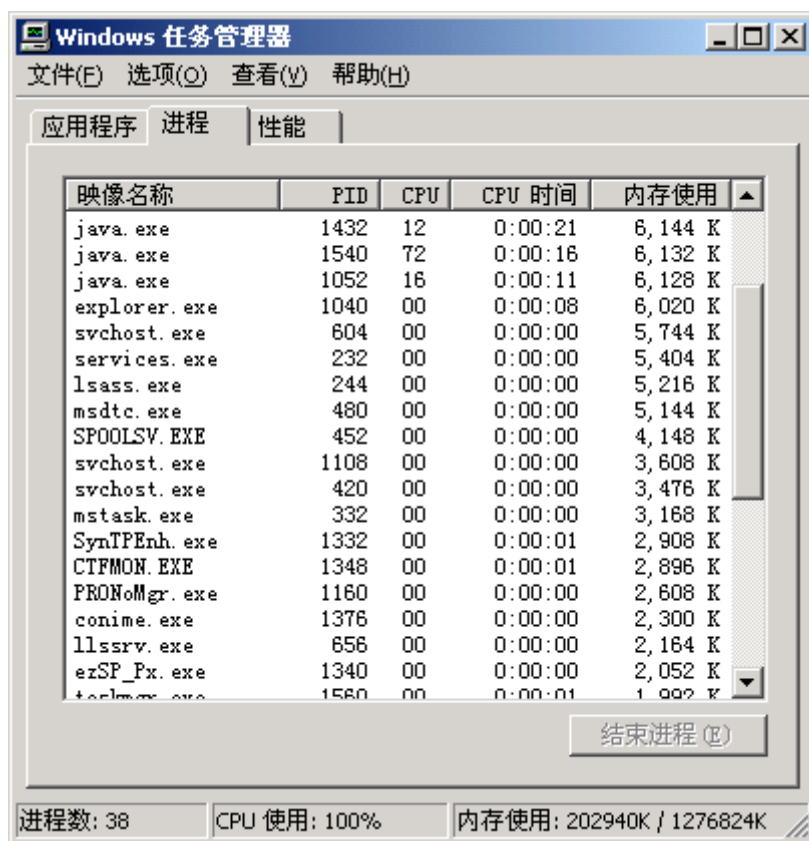 Windows 任务管理器
文件(F) 选项(O) 查看(V) 帮助(H)
应用程序 进程 性能
映像名称 PID CPU CPU 时间 内存使用
java.exe 1432 12 0:00:21 6,144 K
java.exe 1540 72 0:00:16 6,132 K
java.exe 1052 16 0:00:11 6,128 K
explorer.exe 1040 00 0:00:08 6,020 K
svchost.exe 604 00 0:00:00 5,744 K
services.exe 232 00 0:00:00 5,404 K
lsass.exe 244 00 0:00:00 5,216 K
msdtc.exe 480 00 0:00:00 5,144 K
SPOOLSV.EXE 452 00 0:00:00 4,148 K
svchost.exe 1108 00 0:00:00 3,608 K
svchost.exe 420 00 0:00:00 3,476 K
mstask.exe 332 00 0:00:00 3,168 K
SynTPEnh.exe 1332 00 0:00:01 2,908 K
CTFMON.EXE 1348 00 0:00:01 2,896 K
PRONoMgr.exe 1160 00 0:00:00 2,608 K
conime.exe 1376 00 0:00:00 2,300 K
llssrv.exe 656 00 0:00:00 2,164 K
ezSP_Px.exe 1340 00 0:00:00 2,052 K
taskmgr.exe 1560 00 0:00:01 1,992 K
结束进程(E)
进程数: 38 CPU 使用: 100% 内存使用: 202940K / 1276824K